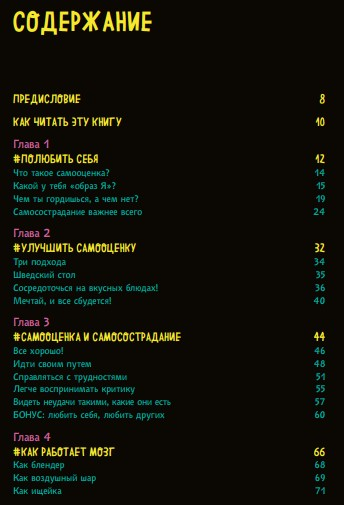 СОДЕРЖАНИЕ
ПРЕДИСЛОВИЕ 8
КАК ЧИТАТЬ ЭТУ КНИГУ 10
Глава 1
#ПОЛЮБИТЬ СЕБЯ 12
Что такое самооценка? 14
Какой у тебя «образ Я»? 15
Чем ты гордишься, а чем нет? 19
Самосострадание важнее всего 24
Глава 2
#УЛУЧШИТЬ САМООЦЕНКУ 32
Три подхода 34
Шведский стол 35
Сосредоточься на вкусных блюдах! 36
Мечтай, и все сбудется! 40
Глава 3
#САМООЦЕНКА И САМОСОСТРАДАНИЕ 44
Все хорошо! 46
Идти своим путем 48
Справляться с трудностями 51
Легче воспринимать критику 55
Видеть неудачи такими, какие они есть 57
БОНУС: любить себя, любить других 60
Глава 4
#КАК РАБОТАЕТ МОЗГ 66
Как блендер 68
Как воздушный шар 69
Как ищейка 71